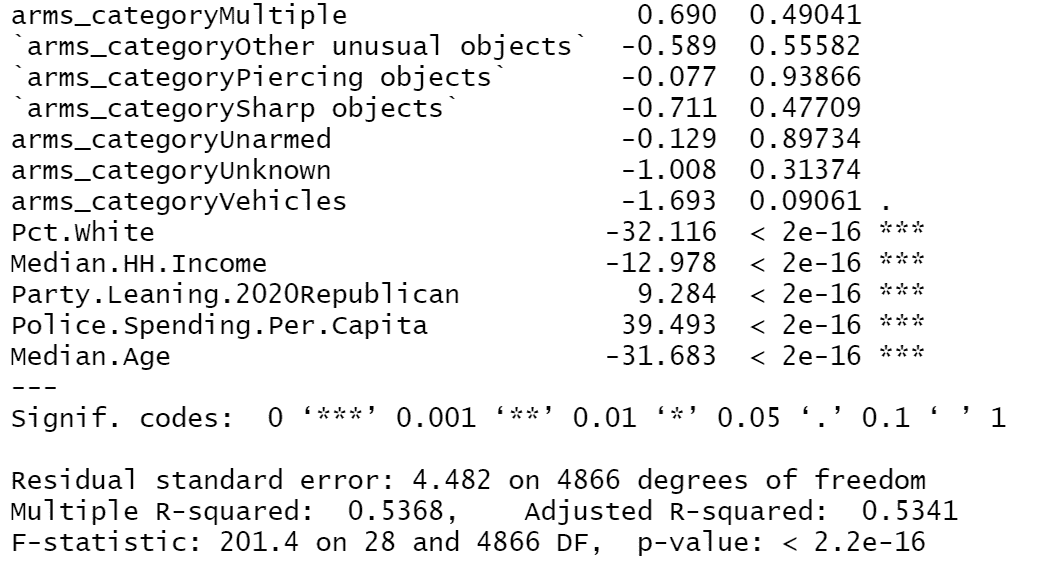 arms_categoryMultiple 0.690 0.49041
`arms_categoryOther unusual objects` -0.589 0.55582
`arms_categoryPiercing objects` -0.077 0.93866
`arms_categorySharp objects` -0.711 0.47709
arms_categoryUnarmed -0.129 0.89734
arms_categoryUnknown -1.008 0.31374
arms_categoryVehicles -1.693 0.09061 .
Pct.White -32.116 < 2e-16 ***
Median.HH.Income -12.978 < 2e-16 ***
Party.Leaning.2020Republican 9.284 < 2e-16 ***
Police.Spending.Per.Capita 39.493 < 2e-16 ***
Median.Age -31.683 < 2e-16 ***
---
Signif. codes: 0 ‘***’ 0.001 ‘**’ 0.01 ‘*’ 0.05 ‘.’ 0.1 ‘ ’ 1
Residual standard error: 4.482 on 4866 degrees of freedom
Multiple R-squared: 0.5368, Adjusted R-squared: 0.5341
F-statistic: 201.4 on 28 and 4866 DF, p-value: < 2.2e-16